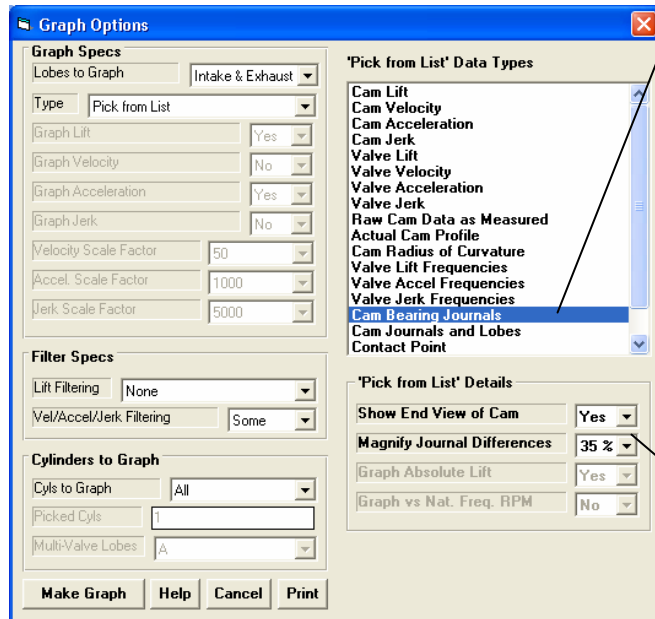 Graph Options
Graph Specs
Lobes to Graph Intake & Exhaust
Type Pick from List
Graph Lift Yes
Graph Velocity No
Graph Acceleration Yes
Graph Jerk No
Velocity Scale Factor 50
Accel. Scale Factor 1000
Jerk Scale Factor 5000
Filter Specs
Lift Filtering None
Vel/Accel/Jerk Filtering Some
Cylinders to Graph
Cyls to Graph All
Picked Cyls 1
Multi-Valve Lobes A
Make Graph Help Cancel Print
'Pick from List' Data Types
Cam Lift
Cam Velocity
Cam Acceleration
Cam Jerk
Valve Lift
Valve Velocity
Valve Acceleration
Valve Jerk
Raw Cam Data as Measured
Actual Cam Profile
Cam Radius of Curvature
Valve Lift Frequencies
Valve Accel Frequencies
Valve Jerk Frequencies
Cam Bearing Journals
Cam Journals and Lobes
Contact Point
'Pick from List' Details
Show End View of Cam Yes
Magnify Journal Differences 35 %
Graph Absolute Lift Yes
Graph vs Nat. Freq. RPM No